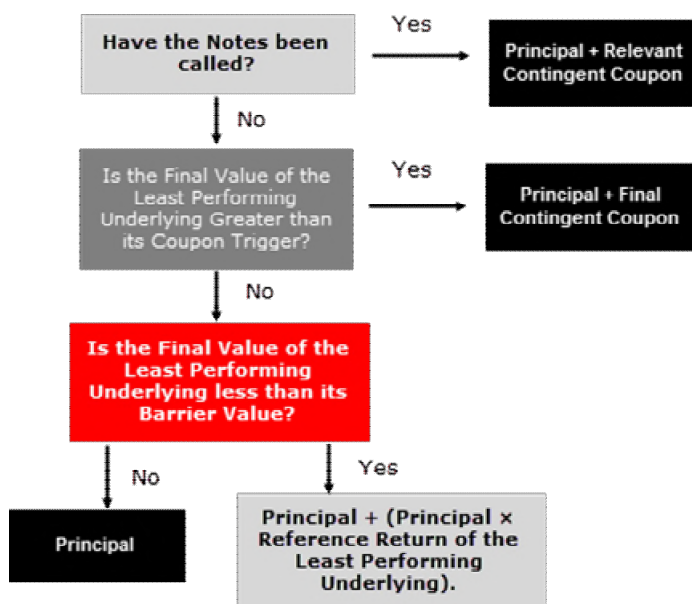 Have the Notes been
called?
Yes
Principal + Relevant
Contingent Coupon
No
Is the Final Value of the
Least Performing
Underlying Greater than
its Coupon Trigger?
Yes
Principal + Final
Contingent Coupon
No
Is the Final Value of the
Least Performing
Underlying less than its
Barrier Value?
No
Yes
Principal
Principal + (Principal ×
Reference Return of the
Least Performing
Underlying).